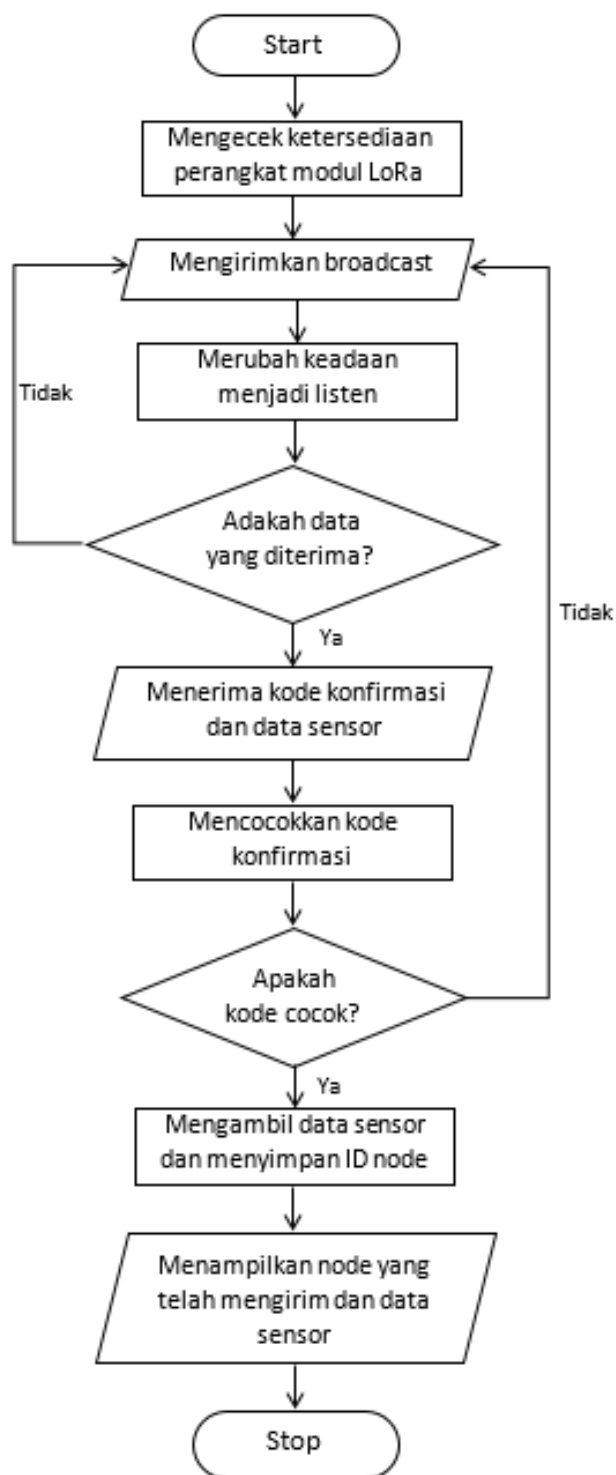 Start
Mengecek ketersediaan
perangkat modul LoRa
Mengirimkan broadcast
Merubah keadaan
menjadi listen
Tidak
Adakah data
yang diterima?
Tidak
Ya
Menerima kode konfirmasi
dan data sensor
Mencocokkan kode
konfirmasi
Apakah
kode cocok?
Ya
Mengambil data sensor
dan menyimpan ID node
Menampilkan node yang
telah mengirim dan data
sensor
Stop